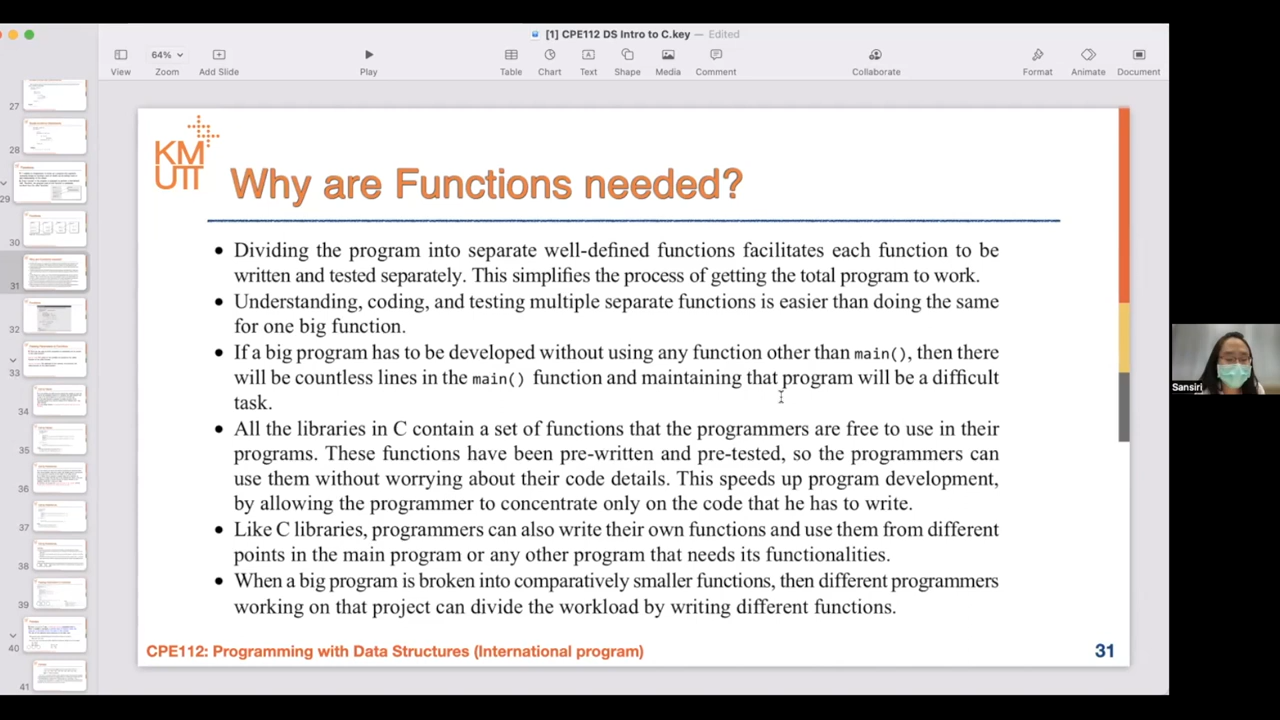 [1] CPE112 DS Intro to C.key — Edited
64%
View
Zoom
Add Slide
Play
Table
Chart
Text
Shape
Media
Comment
Collaborate
Format
Animate
Document
27
28
29
30
31
32
33
34
35
36
37
38
39
40
41
KM
UTT
Why are Functions needed?
• Dividing the program into separate well-defined functions facilitates each function to be
written and tested separately. This simplifies the process of getting the total program to work.
• Understanding, coding, and testing multiple separate functions is easier than doing the same
for one big function.
• If a big program has to be developed without using any function other than main(), then there
will be countless lines in the main() function and maintaining that program will be a difficult
task.
• All the libraries in C contain a set of functions that the programmers are free to use in their
programs. These functions have been pre-written and pre-tested, so the programmers can
use them without worrying about their code details. This speeds up program development,
by allowing the programmer to concentrate only on the code that he has to write.
• Like C libraries, programmers can also write their own functions and use them from different
points in the main program or any other program that needs its functionalities.
• When a big program is broken into comparatively smaller functions, then different programmers
working on that project can divide the workload by writing different functions.
CPE112: Programming with Data Structures (International program)
31
Sansiri